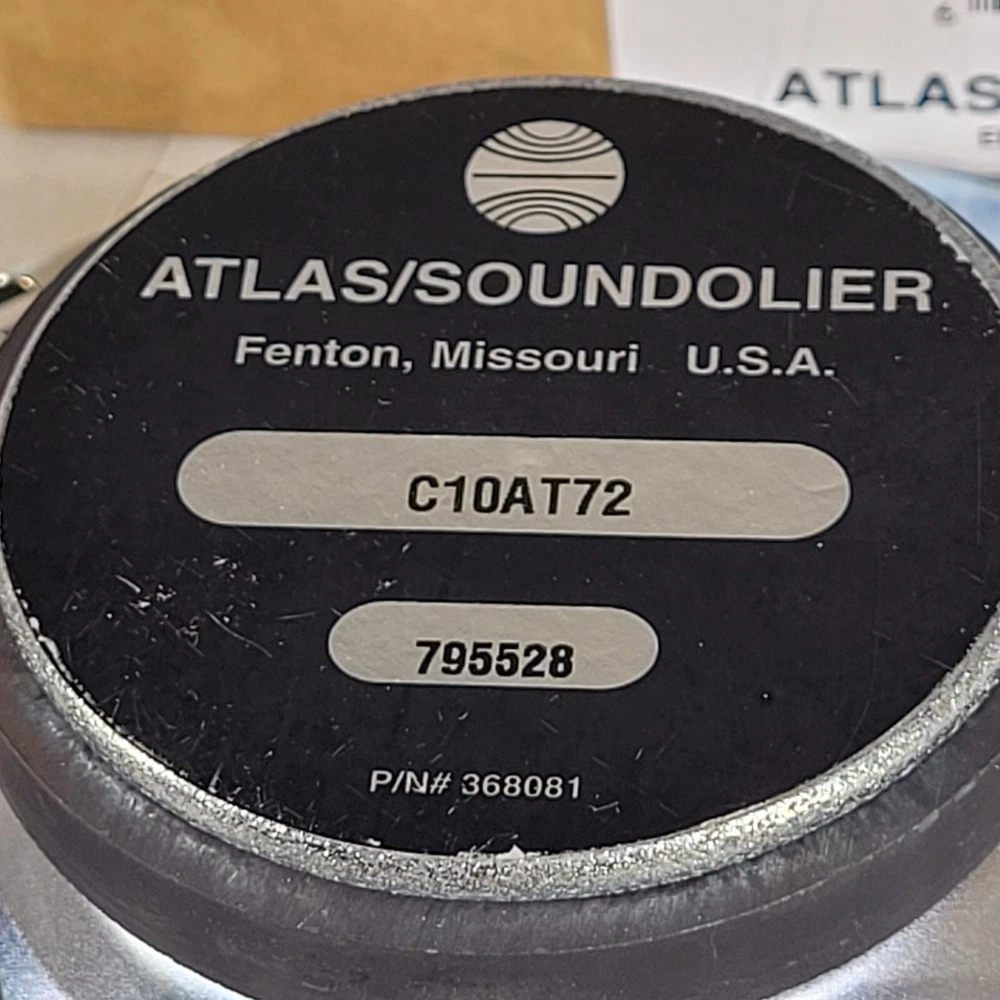 ATLAS
ATLAS/SOUNDOLIER
Fenton, Missouri U.S.A.
C10AT72
795528
P/N# 368081